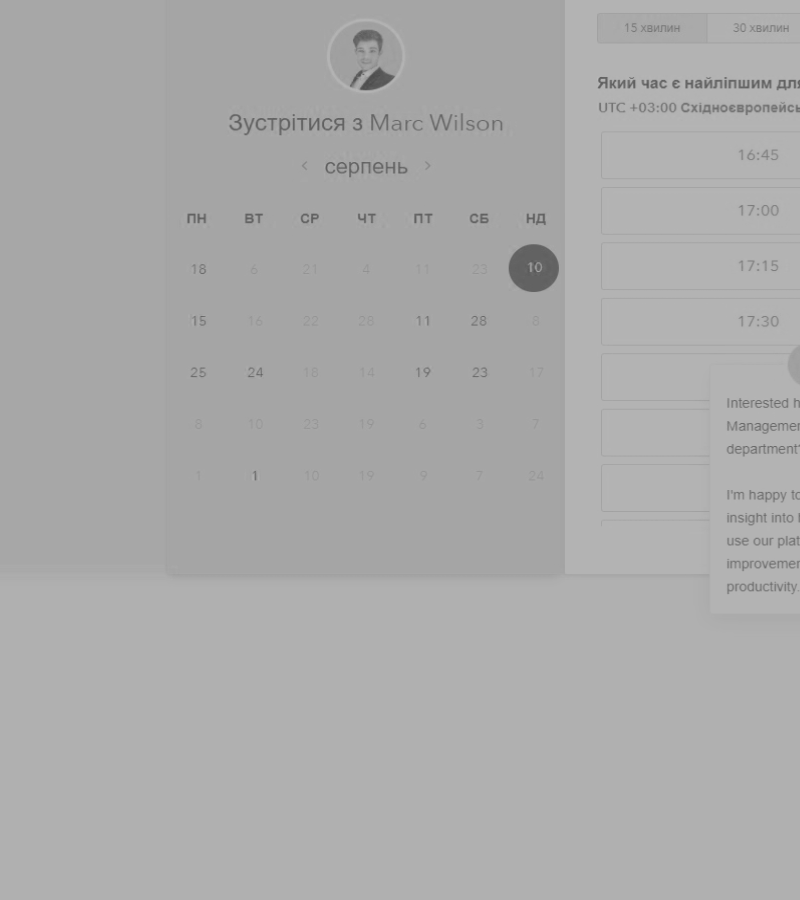 Зустрітися з Marc Wilson
серпень
ПН ВТ СР ЧТ ПТ СБ НД
18 6 21 4 11 23 10
15 16 22 28 11 28 8
25 24 18 14 19 23 17
8 10 23 19 6 3 7
1 1 10 19 9 7 24
15 хвилин 30 хвилин
Який час є найліпшим для
UTC +03:00 Східноєвропейсь
16:45
17:00
17:15
17:30
Interested h
Managemen
department
I'm happy to
insight into
use our plat
improvemen
productivity.